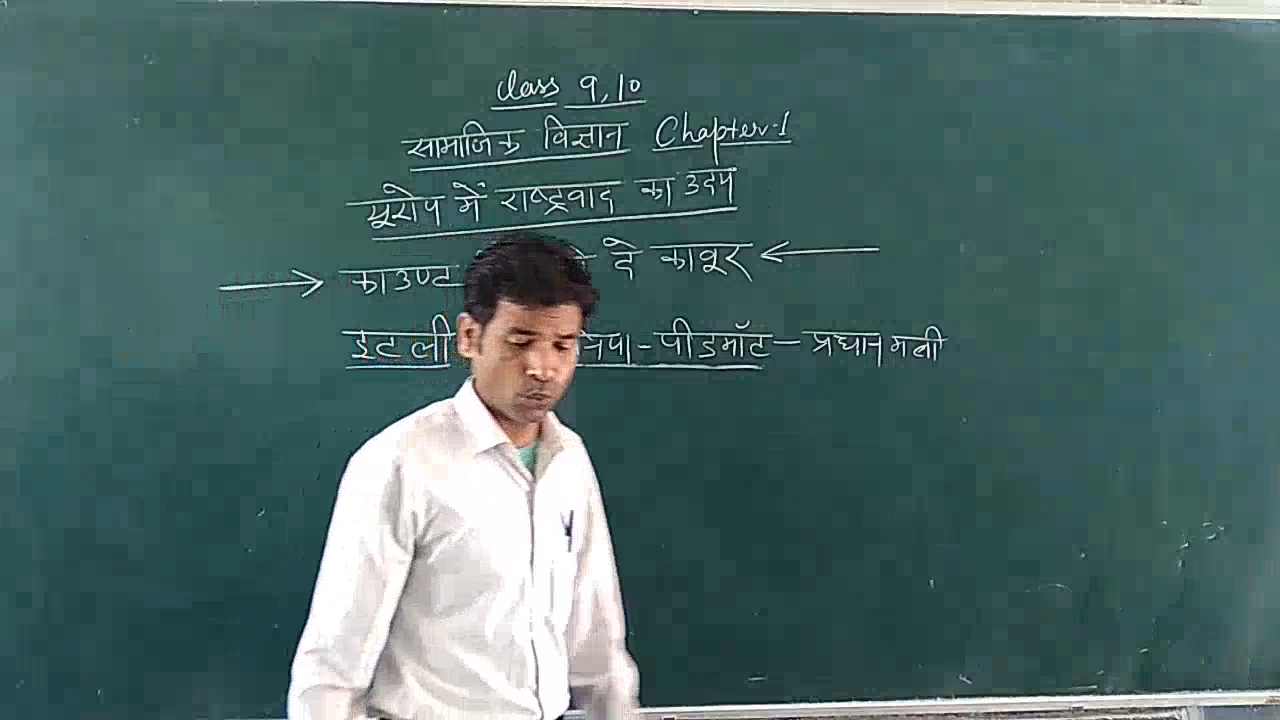 Class 9,10
सामाजिक विज्ञान Chapter-1
यूरोप में राष्ट्रवाद का उदय
→ काउण्ट दे कावूर ←
इटली - पीडमॉट - प्रधानमंत्री